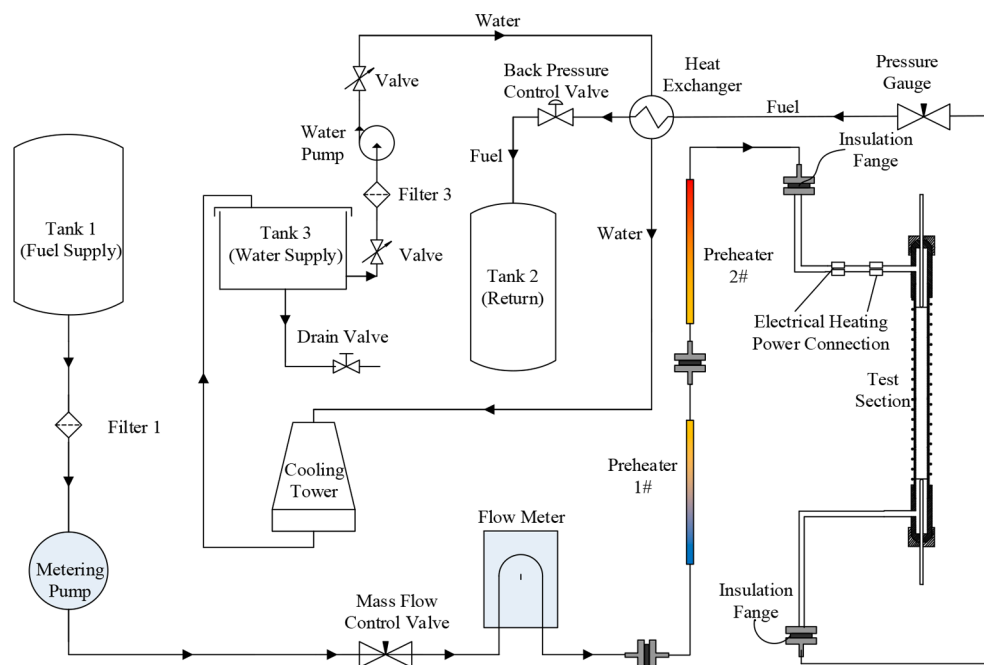 Water
Valve
Back Pressure
Control Valve
Heat
Exchanger
Pressure
Gauge
Fuel
Water
Pump
Fuel
Insulation
Fange
Filter 3
Tank 1
(Fuel Supply)
Tank 3
(Water Supply)
Valve
Water
Tank 2
(Return)
Preheater
2#
Drain Valve
Electrical Heating
Power Connection
Test
Section
Filter 1
Cooling
Tower
Preheater
1#
Flow Meter
Metering
Pump
Mass Flow
Control Valve
Insulation
Fange